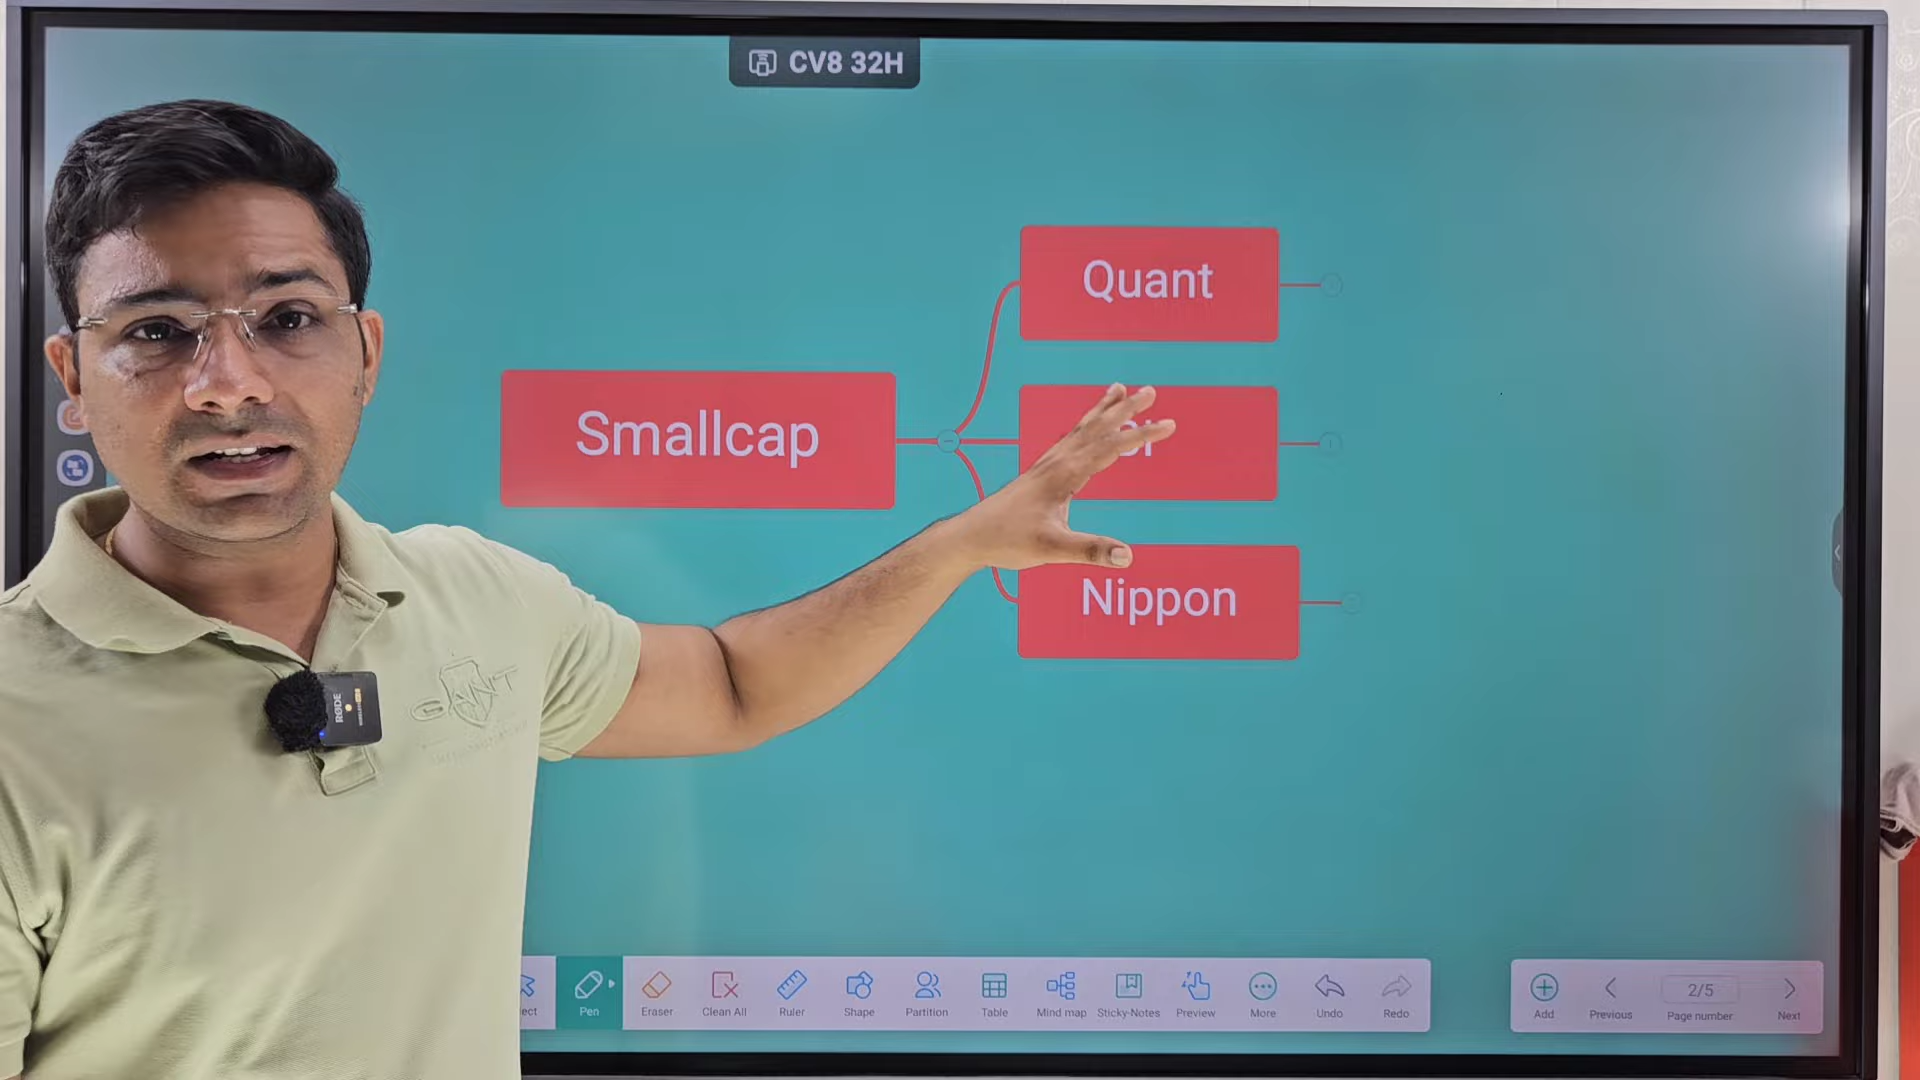 CV8 32H
Quant
Smallcap
Nippon
RØDE
Pen
Eraser
Clean All
Ruler
Shape
Partition
Table
Mind map
Sticky-Notes
Preview
More
Undo
Redo
Add
Previous
2/5
Page number
Next